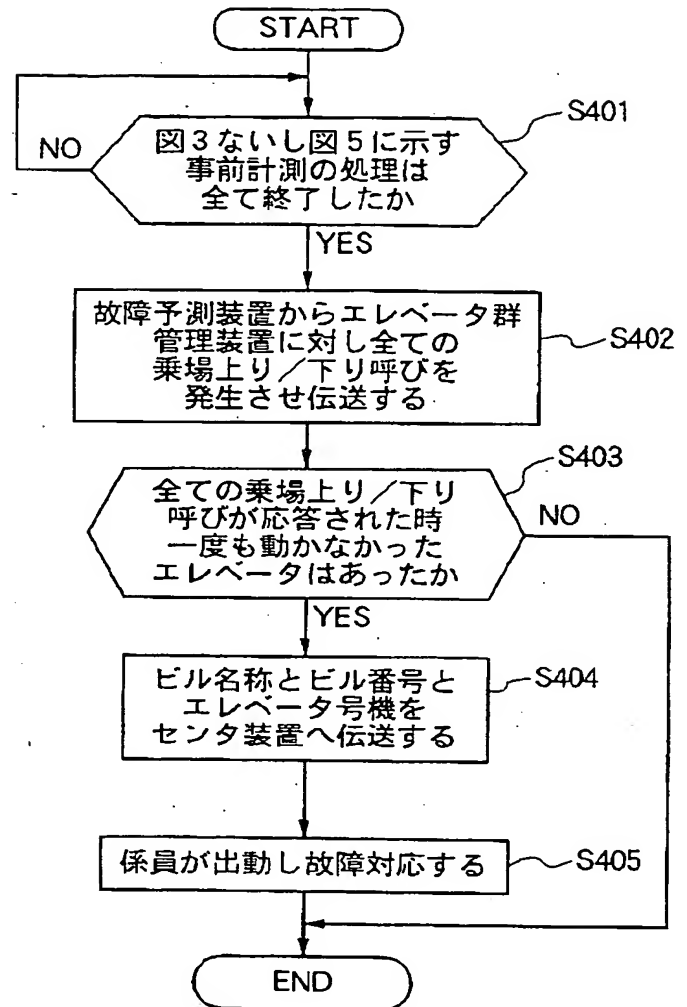 START
S401
図3ないし図5に示す
事前計測の処理は
全て終了したか
NO
YES
故障予測装置からエレベータ群
管理装置に対し全ての
乗場上り／下り呼びを
発生させ伝送する
S402
S403
全ての乗場上り／下り
呼びが応答された時
一度も動かなかった
エレベータはあったか
NO
YES
ビル名称とビル番号と
エレベータ号機を
センタ装置へ伝送する
S404
係員が出動し故障対応する
S405
END